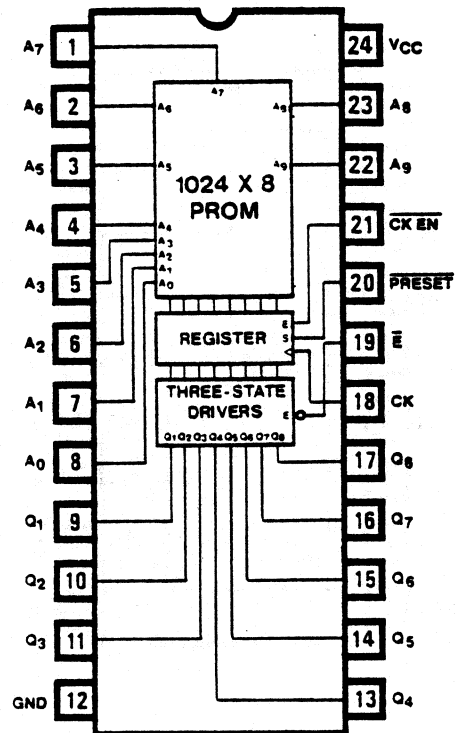 A7 1 24 VCC
A7
A6 2 A6 A9 23 A8
A5 3 A5 A9 22 A9
1024 X 8
PROM
A4 4 A4 21 CK EN
A3
A3 5 A2 20 PRESET
A1
A0
A2 6 E 19 E
REGISTER S
A1 7 THREE-STATE 18 CK
DRIVERS E
Q1 Q2 Q3 Q4 Q5 Q6 Q7 Q8
A0 8 17 Q8
Q1 9 16 Q7
Q2 10 15 Q6
Q3 11 14 Q5
GND 12 13 Q4